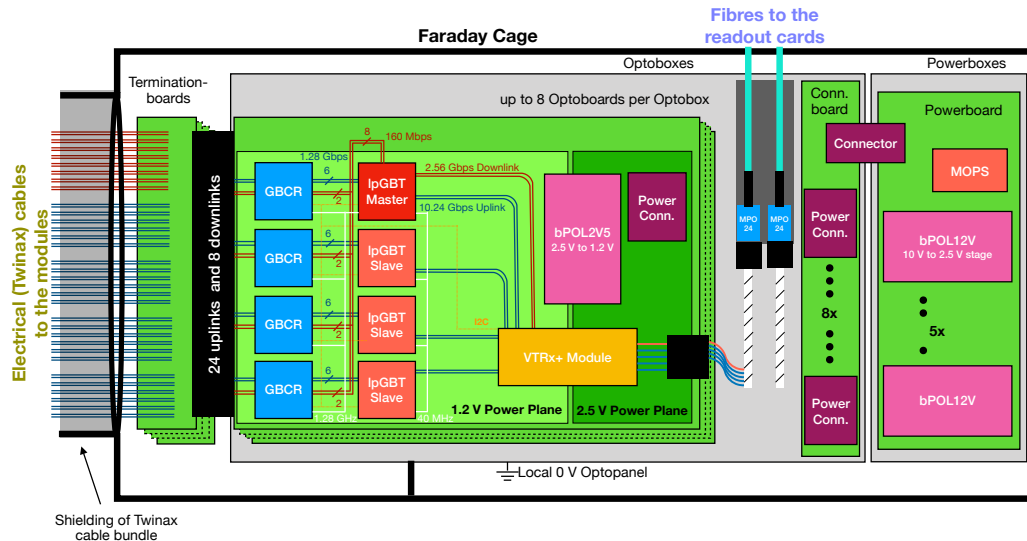 Fibres to the
readout cards
Faraday Cage
Optoboxes
Powerboxes
Termination-
boards
up to 8 Optoboards per Optobox
Conn.
board
Powerboard
Electrical (Twinax) cables
to the modules
24 uplinks and 8 downlinks
8
160 Mbps
1.28 Gbps
2.56 Gbps Downlink
10.24 Gbps Uplink
GBCR
6
2
lpGBT
Master
GBCR
6
2
lpGBT
Slave
GBCR
6
2
lpGBT
Slave
GBCR
6
2
lpGBT
Slave
1.28 GHz
40 MHz
I2C
bPOL2V5
2.5 V to 1.2 V
Power
Conn.
VTRx+ Module
1.2 V Power Plane
2.5 V Power Plane
MPO
24
MPO
24
Connector
Power
Conn.
8x
Power
Conn.
MOPS
bPOL12V
10 V to 2.5 V stage
5x
bPOL12V
Local 0 V Optopanel
Shielding of Twinax
cable bundle